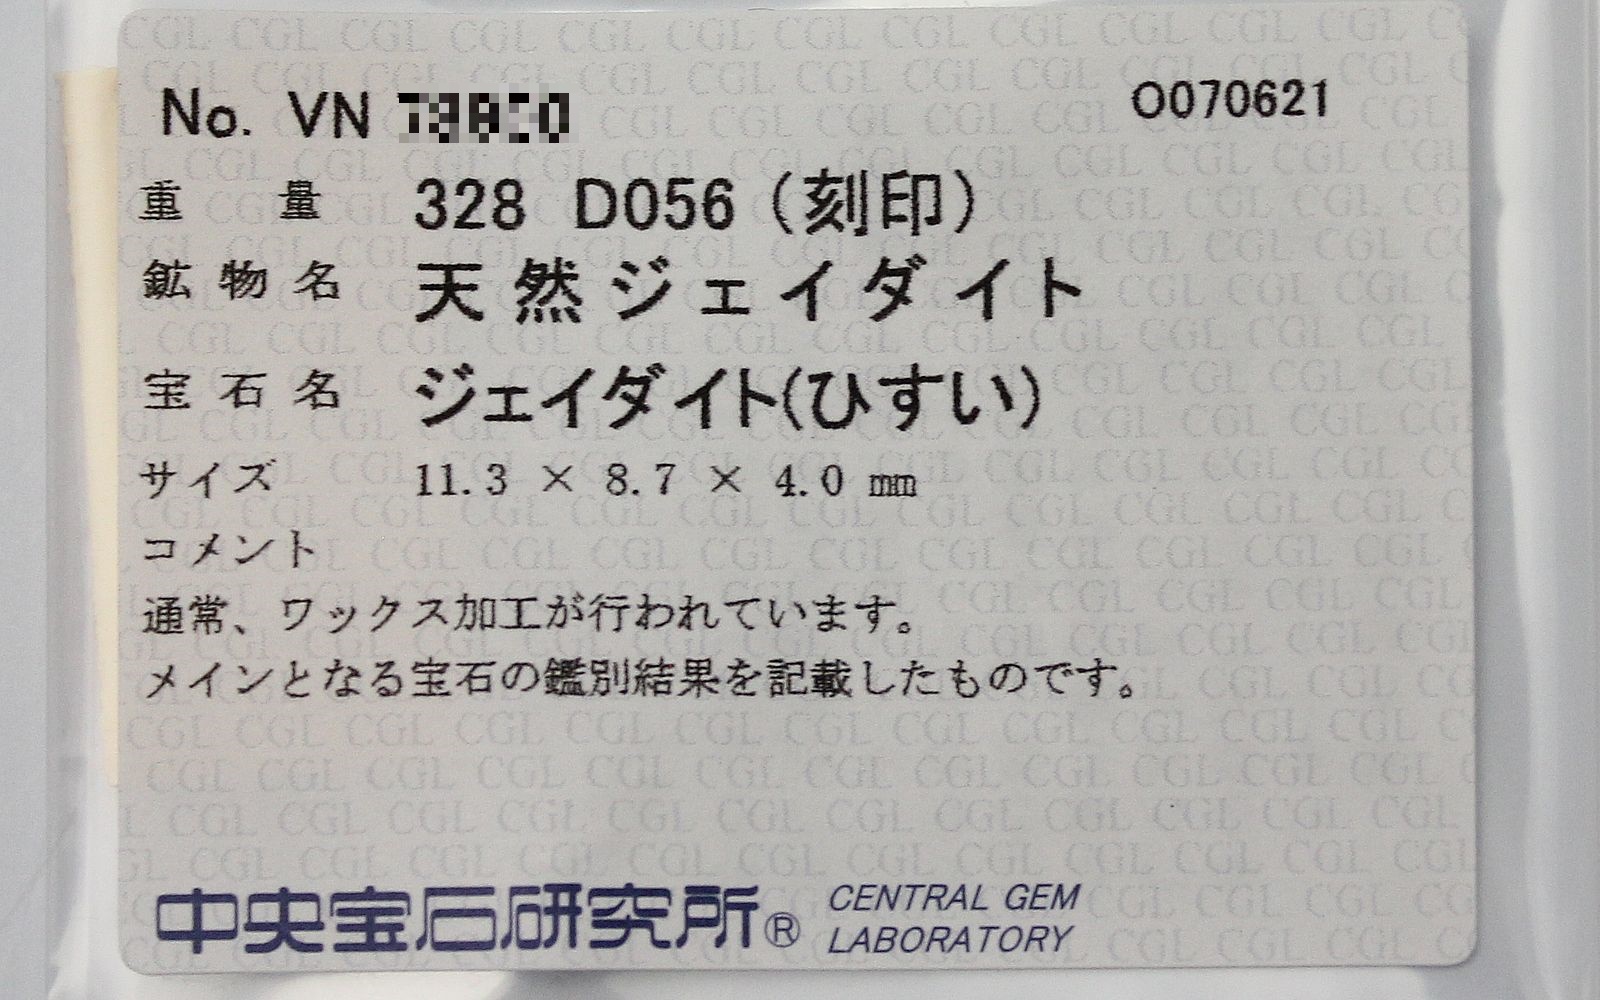 No. VN
O070621
重量 328 D056 (刻印)
鉱物名 天然ジェイダイト
宝石名 ジェイダイト(ひすい)
サイズ 11.3 × 8.7 × 4.0 mm
コメント
通常、ワックス加工が行われています。
メインとなる宝石の鑑別結果を記載したものです。
中央宝石研究所® CENTRAL GEM
LABORATORY